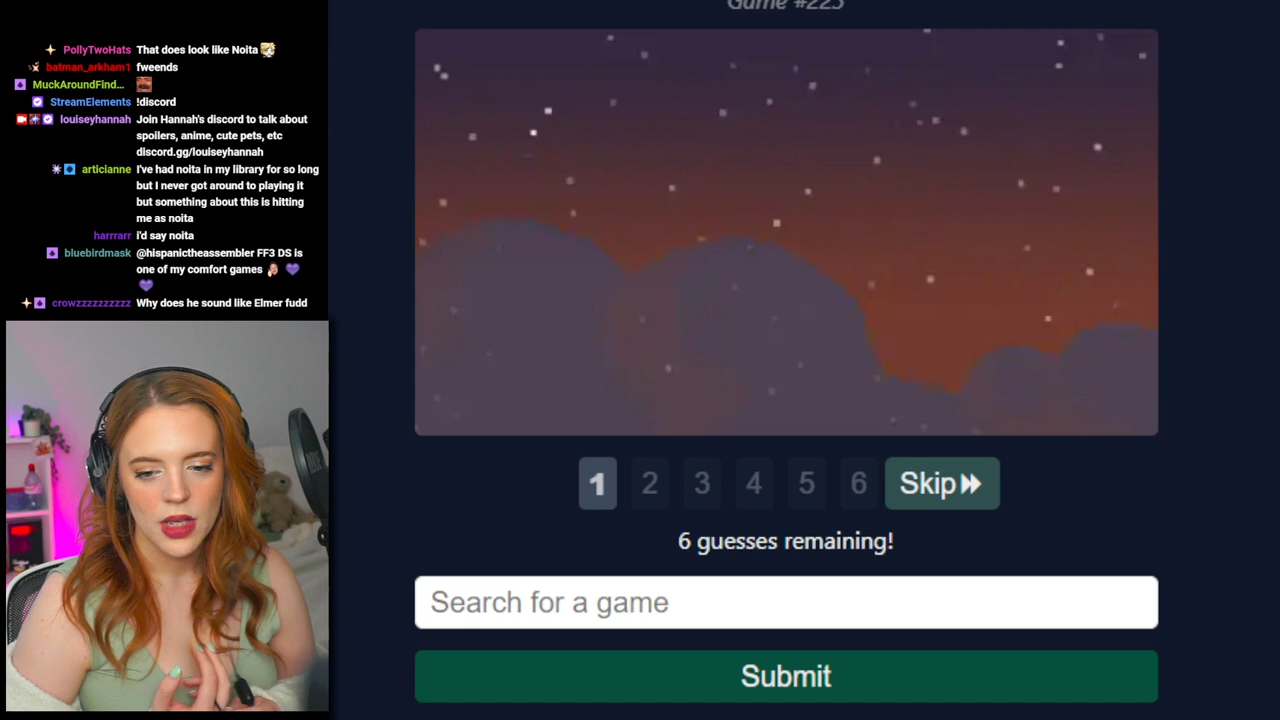 Game #223
PollyTwoHats That does look like Noita
batman_arkham1 fweends
MuckAroundFind...
StreamElements !discord
louiseyhannah Join Hannah's discord to talk about
spoilers, anime, cute pets, etc
discord.gg/louiseyhannah
articianne I've had noita in my library for so long
but I never got around to playing it
but something about this is hitting
me as noita
harrrarr i'd say noita
bluebirdmask @hispanictheassembler FF3 DS is
one of my comfort games
crowzzzzzzzzzz Why does he sound like Elmer fudd
1 2 3 4 5 6 Skip
6 guesses remaining!
Search for a game
Submit